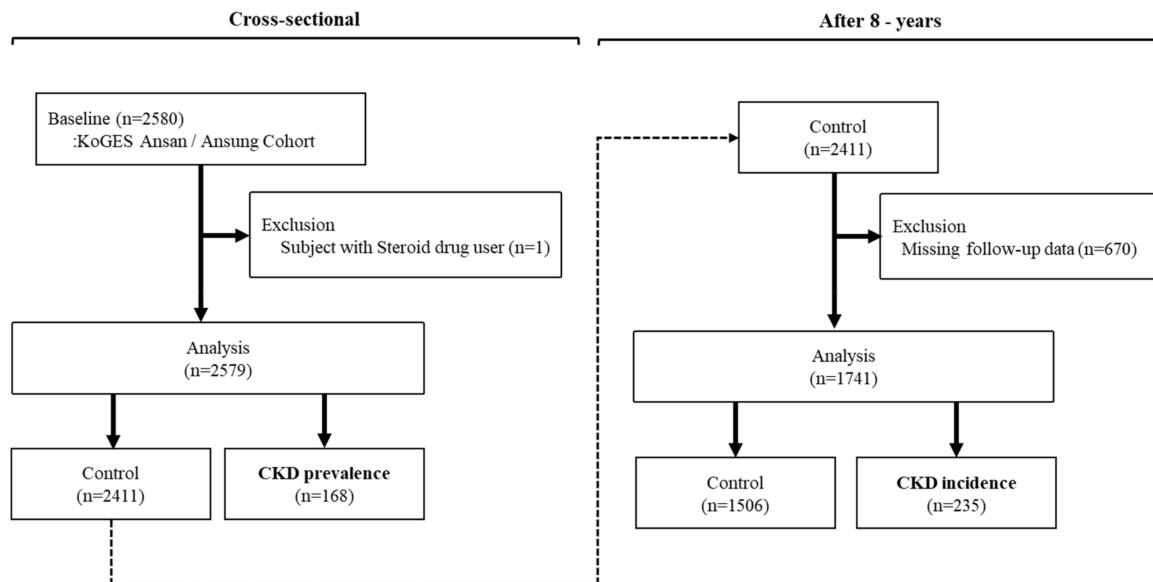 Cross-sectional
Baseline (n=2580)
:KoGES Ansan / Ansung Cohort
Exclusion
Subject with Steroid drug user (n=1)
Analysis
(n=2579)
Control
(n=2411)
CKD prevalence
(n=168)
After 8 - years
Control
(n=2411)
Exclusion
Missing follow-up data (n=670)
Analysis
(n=1741)
Control
(n=1506)
CKD incidence
(n=235)